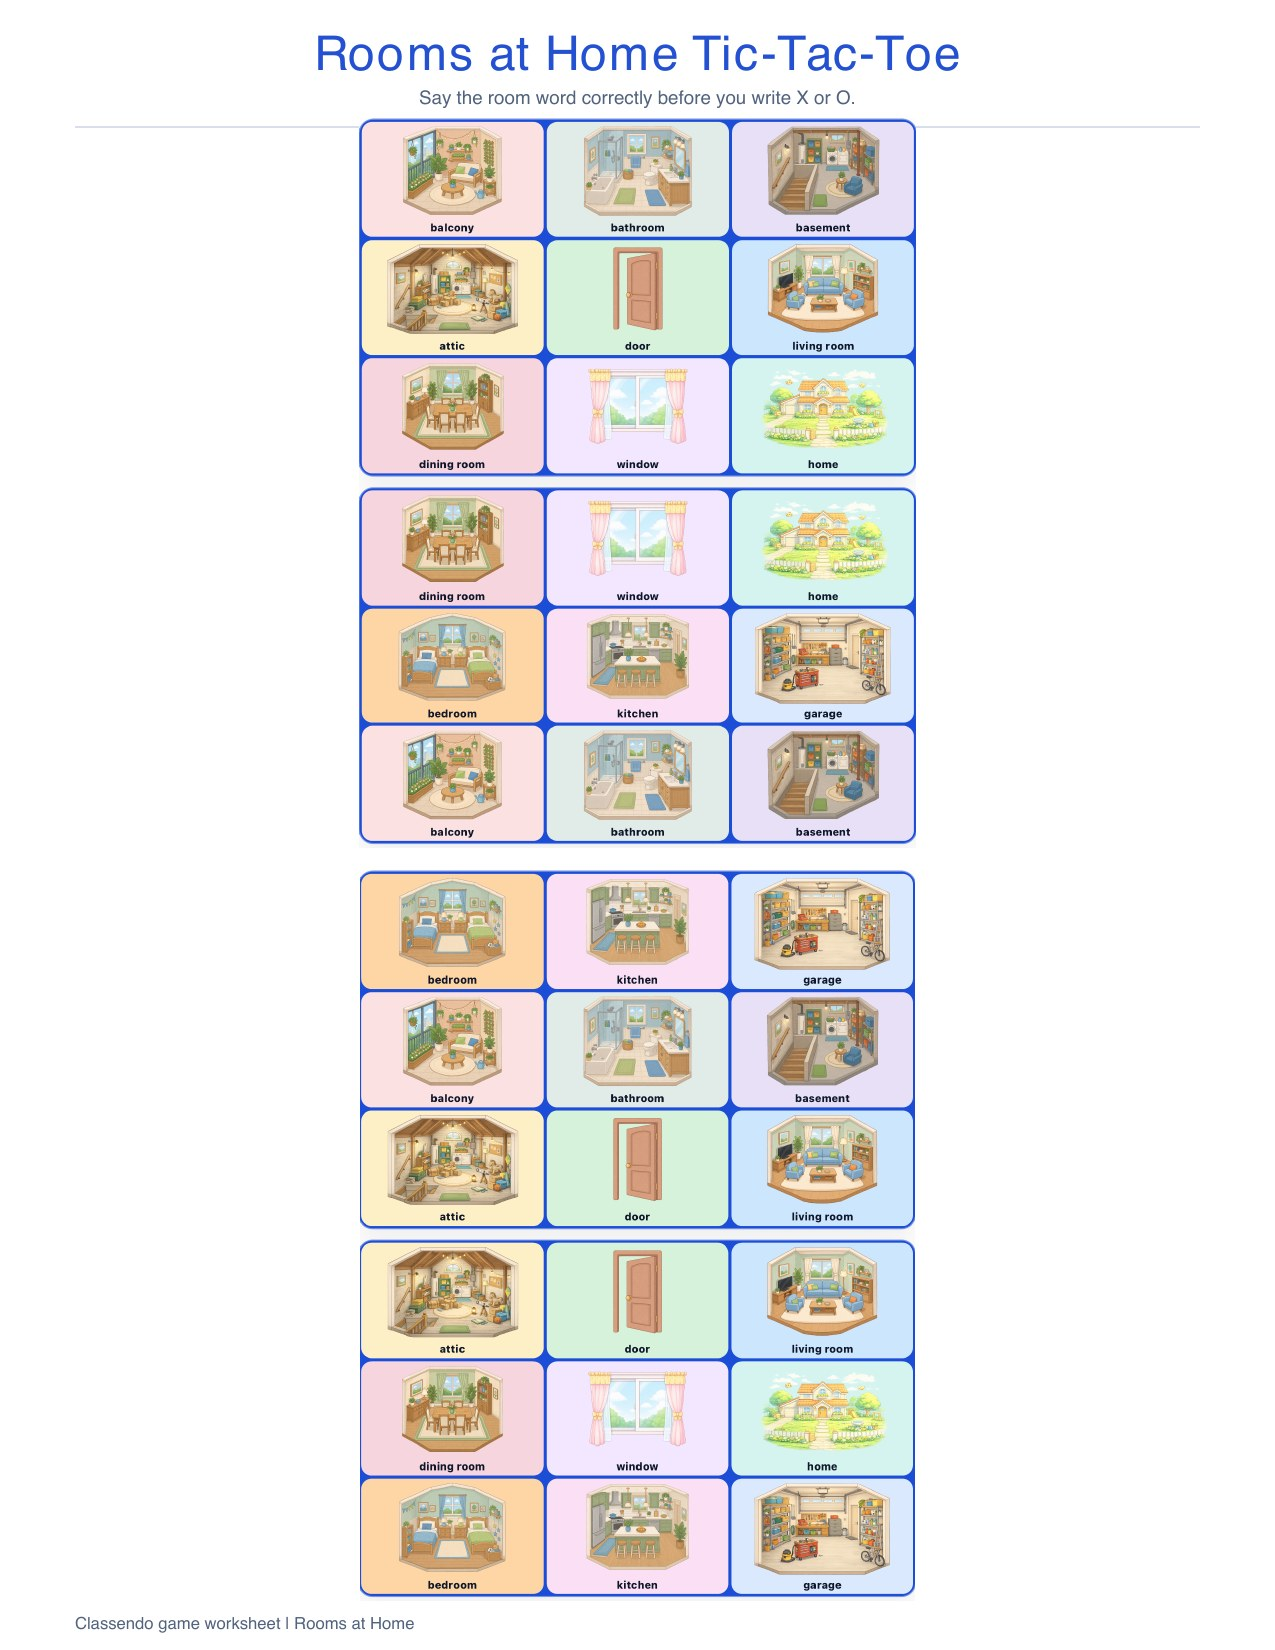 Rooms at Home Tic-Tac-Toe
Say the room word correctly before you write X or O.
balcony bathroom basement
attic door living room
dining room window home
dining room window home
bedroom kitchen garage
balcony bathroom basement
bedroom kitchen garage
balcony bathroom basement
attic door living room
attic door living room
dining room window home
bedroom kitchen garage
Classendo game worksheet | Rooms at Home